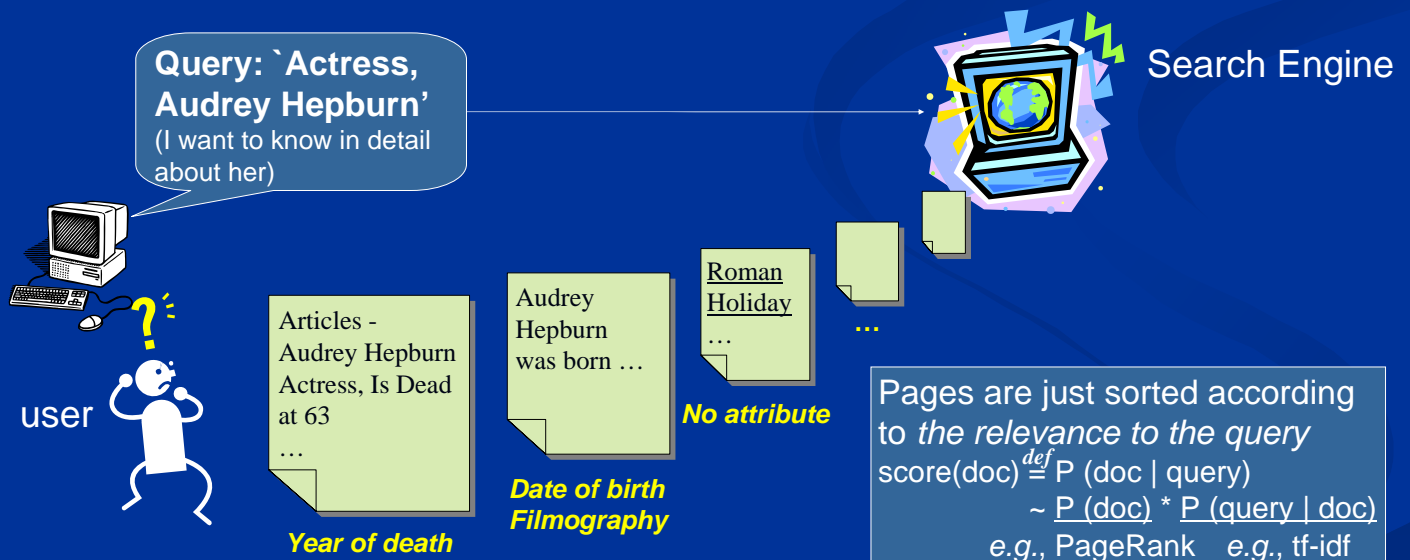 Query: `Actress,
Audrey Hepburn’
(I want to know in detail
about her)
Search Engine
?
user
Articles -
Audrey Hepburn
Actress, Is Dead
at 63
…
Year of death
Audrey
Hepburn
was born …
Date of birth
Filmography
Roman
Holiday
…
No attribute
…
Pages are just sorted according
to the relevance to the query
score(doc) def= P (doc | query)
~ P (doc) * P (query | doc)
e.g., PageRank e.g., tf-idf